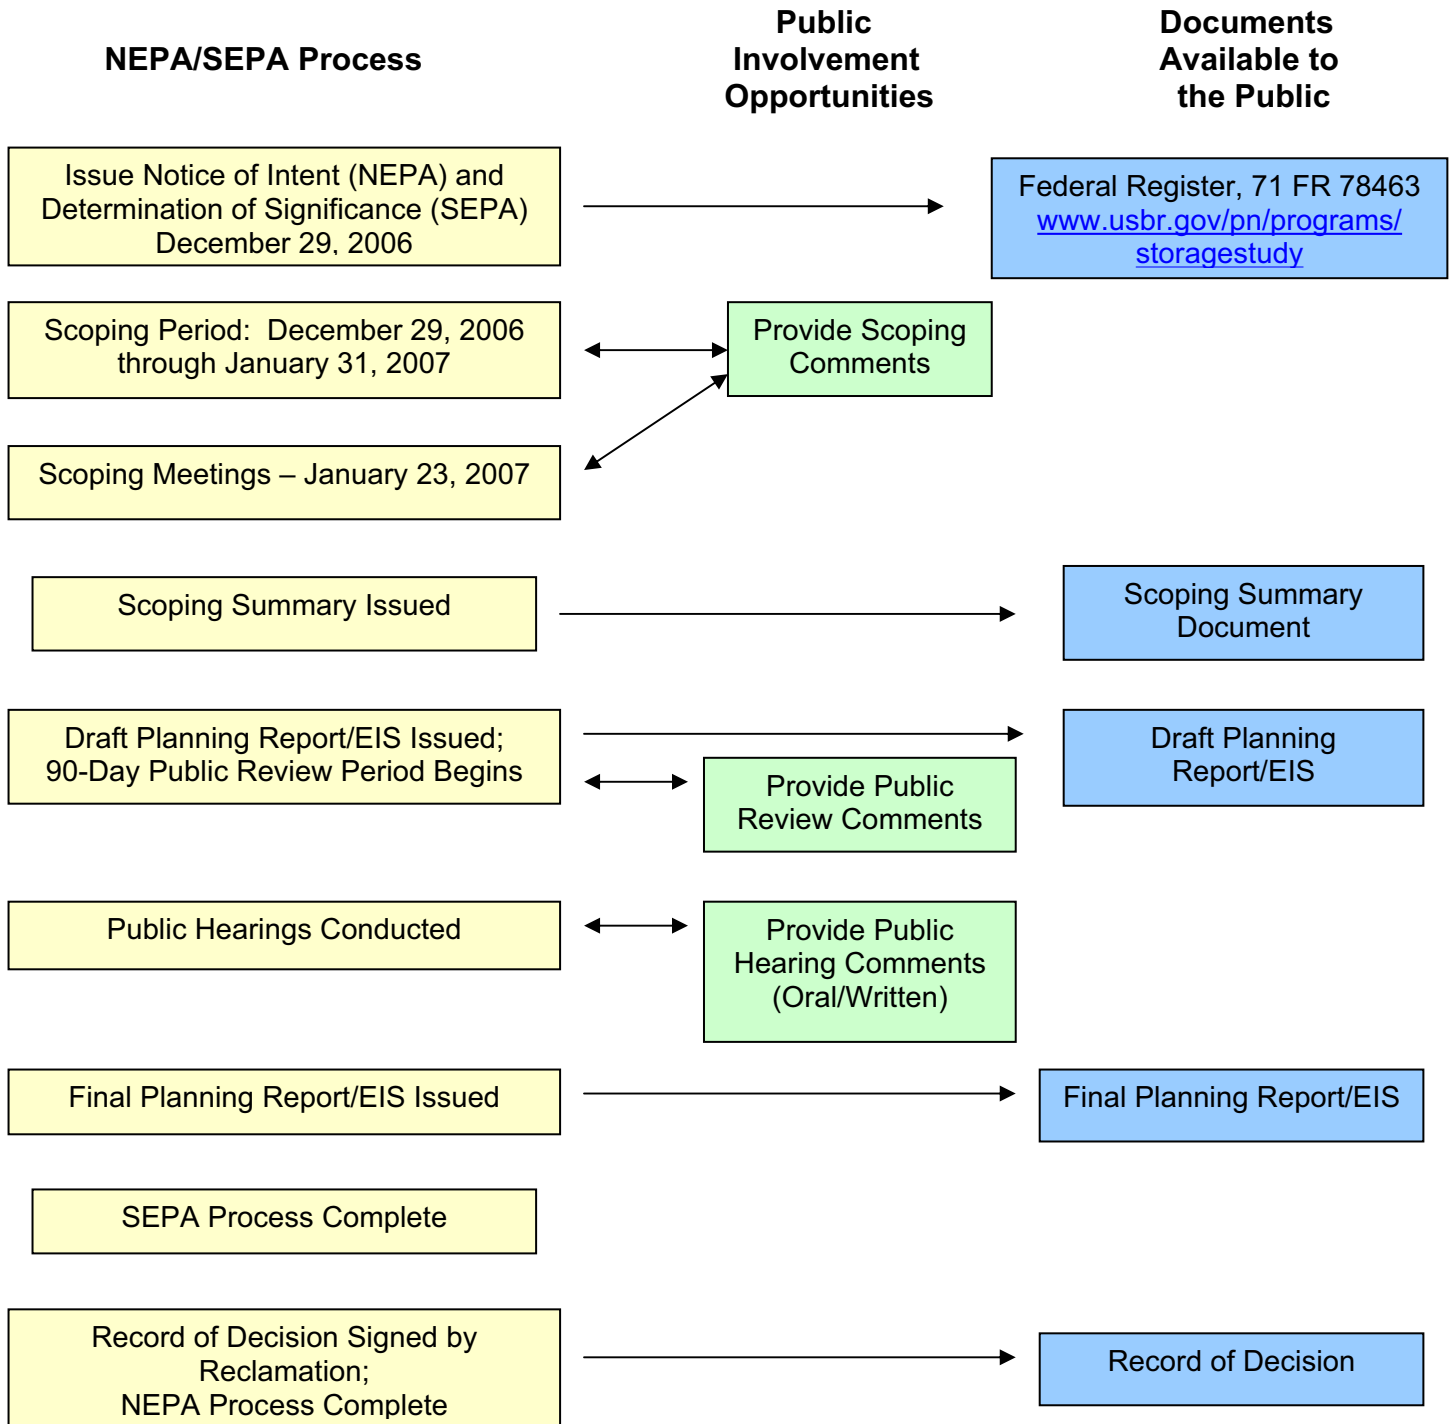 NEPA/SEPA Process
Public
Involvement
Opportunities
Documents
Available to
the Public
Issue Notice of Intent (NEPA) and
Determination of Significance (SEPA)
December 29, 2006
Federal Register, 71 FR 78463
www.usbr.gov/pn/programs/
storagestudy
Scoping Period:  December 29, 2006
through January 31, 2007
Provide Scoping
Comments
Scoping Meetings – January 23, 2007
Scoping Summary Issued
Scoping Summary
Document
Draft Planning Report/EIS Issued;
90-Day Public Review Period Begins
Draft Planning
Report/EIS
Provide Public
Review Comments
Public Hearings Conducted
Provide Public
Hearing Comments
(Oral/Written)
Final Planning Report/EIS Issued
Final Planning Report/EIS
SEPA Process Complete
Record of Decision Signed by
Reclamation;
NEPA Process Complete
Record of Decision